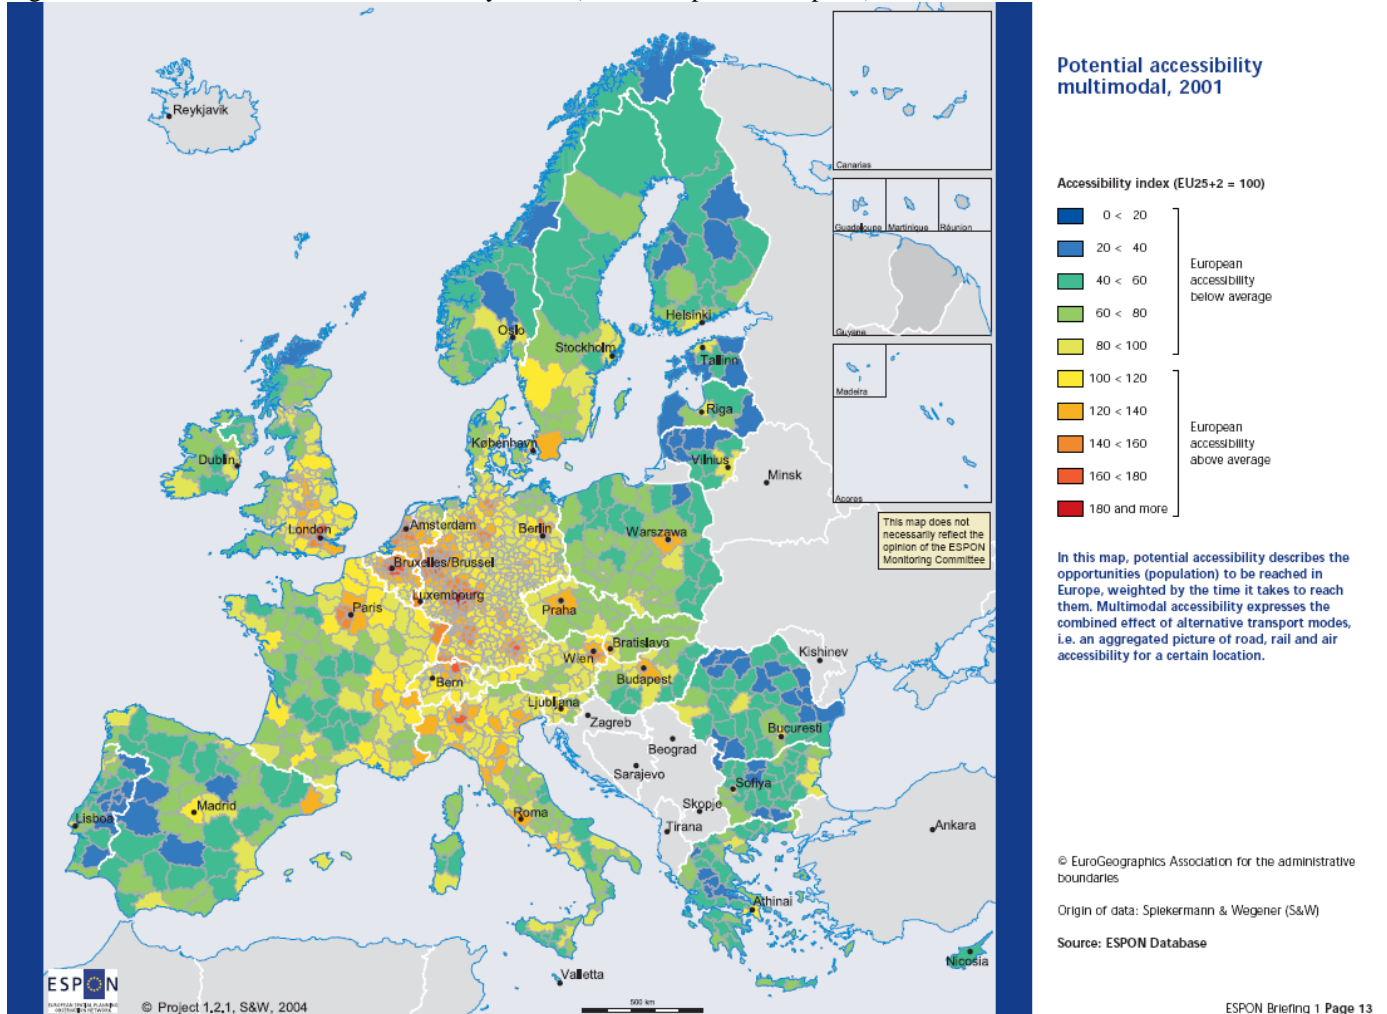 Reykjavik
Oslo
Helsinki
Stockholm
Tallinn
Riga
København
Vilnius
Minsk
Dublin
London
Amsterdam
Berlin
Warszawa
Bruxelles/Brussel
Luxembourg
Paris
Praha
Bratislava
Wien
Kishinev
Bern
Budapest
Ljubljana
Zagreb
Bucuresti
Beograd
Sarajevo
Sofiya
Madrid
Skopje
Lisboa
Roma
Tirana
Ankara
Athinai
Nicosia
Valletta
Canarias
Guadeloupe
Martinique
Réunion
Guyane
Madeira
Acores
This map does not
necessarily reflect the
opinion of the ESPON
Monitoring Committee
ESPON
EUROPEAN SPATIAL PLANNING
OBSERVATION NETWORK
© Project 1.2.1, S&W, 2004
500 km
Potential accessibility
multimodal, 2001
Accessibility index (EU25+2 = 100)
0 < 20
20 < 40
40 < 60
60 < 80
80 < 100
European
accessibility
below average
100 < 120
120 < 140
140 < 160
160 < 180
180 and more
European
accessibility
above average
In this map, potential accessibility describes the
opportunities (population) to be reached in
Europe, weighted by the time it takes to reach
them. Multimodal accessibility expresses the
combined effect of alternative transport modes,
i.e. an aggregated picture of road, rail and air
accessibility for a certain location.
© EuroGeographics Association for the administrative
boundaries
Origin of data: Spiekermann & Wegener (S&W)
Source: ESPON Database
ESPON Briefing 1 Page 13